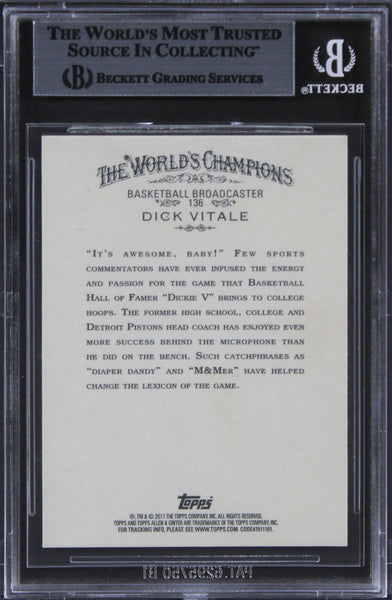 THE WORLD'S MOST TRUSTED
SOURCE IN COLLECTING™
BECKETT GRADING SERVICES
BECKETT®
THE WORLD'S CHAMPIONS
BASKETBALL BROADCASTER
136
DICK VITALE
"IT'S AWESOME, BABY!" FEW SPORTS
COMMENTATORS HAVE EVER INFUSED THE ENERGY
AND PASSION FOR THE GAME THAT BASKETBALL
HALL OF FAMER "DICKIE V" BRINGS TO COLLEGE
HOOPS. THE FORMER HIGH SCHOOL, COLLEGE AND
DETROIT PISTONS HEAD COACH HAS ENJOYED EVEN
MORE SUCCESS BEHIND THE MICROPHONE THAN
HE DID ON THE BENCH. SUCH CATCHPHRASES AS
"DIAPER DANDY" AND "M&MER" HAVE HELPED
CHANGE THE LEXICON OF THE GAME.
Topps
®, TM & © 2011 THE TOPPS COMPANY, INC. ALL RIGHTS RESERVED.
TOPPS AND TOPPS ALLEN & GINTER ARE TRADEMARKS OF THE TOPPS COMPANY, INC.
FOR TRACKING INFO, PLEASE SEE WWW.TOPPS.COM. CODE#7011101.